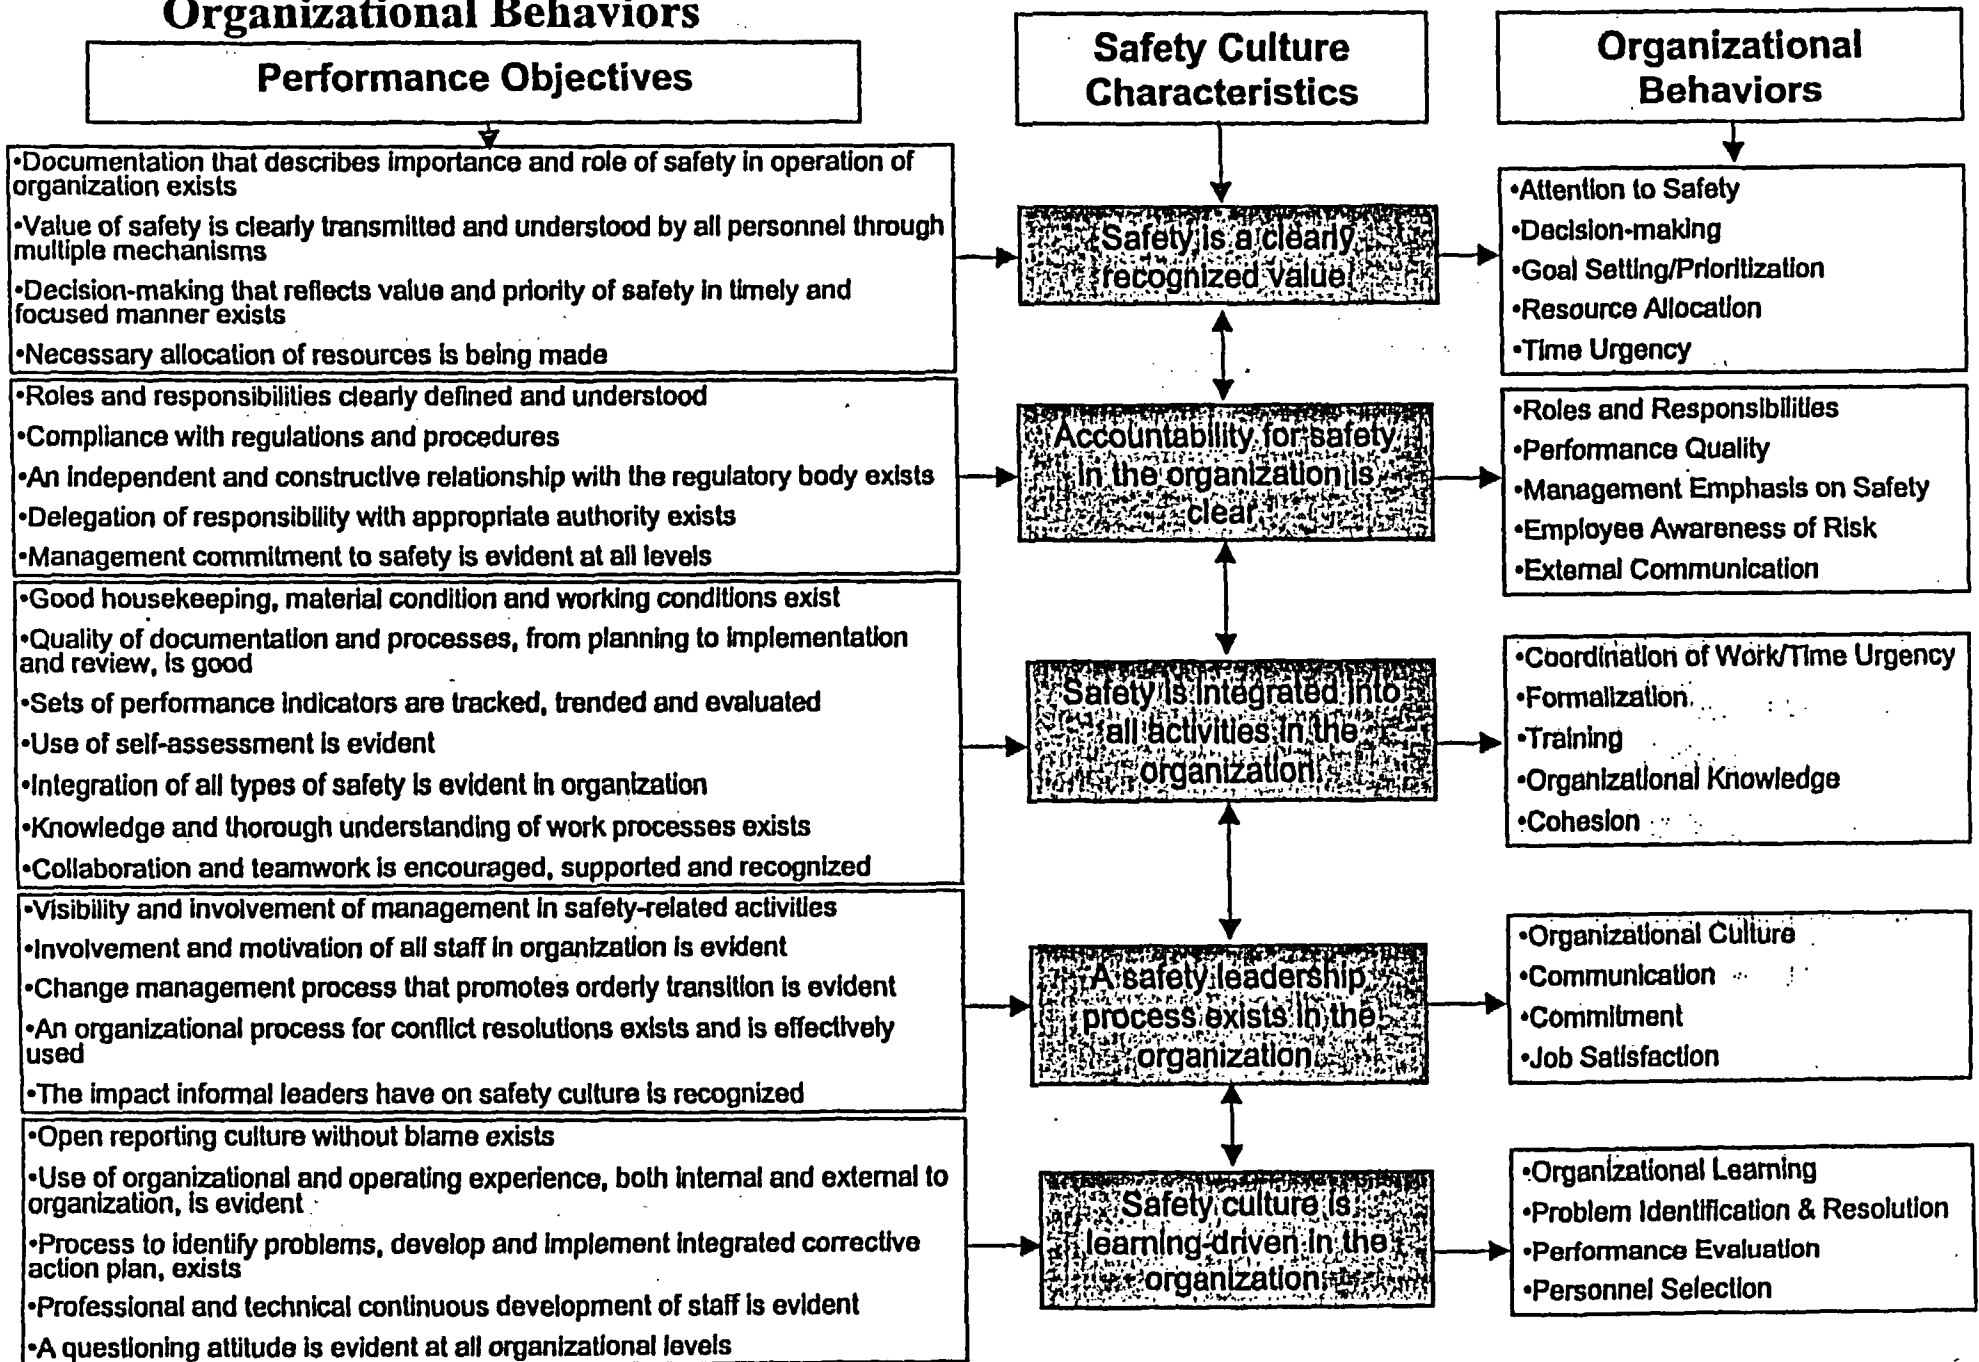 Organizational Behaviors
Performance Objectives
•Documentation that describes importance and role of safety in operation of
organization exists
•Value of safety is clearly transmitted and understood by all personnel through
multiple mechanisms
•Decision-making that reflects value and priority of safety in timely and
focused manner exists
•Necessary allocation of resources is being made
•Roles and responsibilities clearly defined and understood
•Compliance with regulations and procedures
•An independent and constructive relationship with the regulatory body exists
•Delegation of responsibility with appropriate authority exists
•Management commitment to safety is evident at all levels
•Good housekeeping, material condition and working conditions exist
•Quality of documentation and processes, from planning to implementation
and review, is good
•Sets of performance indicators are tracked, trended and evaluated
•Use of self-assessment is evident
•Integration of all types of safety is evident in organization
•Knowledge and thorough understanding of work processes exists
•Collaboration and teamwork is encouraged, supported and recognized
•Visibility and involvement of management in safety-related activities
•Involvement and motivation of all staff in organization is evident
•Change management process that promotes orderly transition is evident
•An organizational process for conflict resolutions exists and is effectively
used
•The impact informal leaders have on safety culture is recognized
•Open reporting culture without blame exists
•Use of organizational and operating experience, both internal and external to
organization, is evident
•Process to identify problems, develop and implement integrated corrective
action plan, exists
•Professional and technical continuous development of staff is evident
•A questioning attitude is evident at all organizational levels
Safety Culture
Characteristics
Safety is a clearly
recognized value
Accountability for safety
in the organization is
clear
Safety is integrated into
all activities in the
organization
A safety leadership
process exists in the
organization
Safety culture is
learning-driven in the
organization
Organizational
Behaviors
•Attention to Safety
•Decision-making
•Goal Setting/Prioritization
•Resource Allocation
•Time Urgency
•Roles and Responsibilities
•Performance Quality
•Management Emphasis on Safety
•Employee Awareness of Risk
•External Communication
•Coordination of Work/Time Urgency
•Formalization
•Training
•Organizational Knowledge
•Cohesion
•Organizational Culture
•Communication
•Commitment
•Job Satisfaction
•Organizational Learning
•Problem Identification & Resolution
•Performance Evaluation
•Personnel Selection